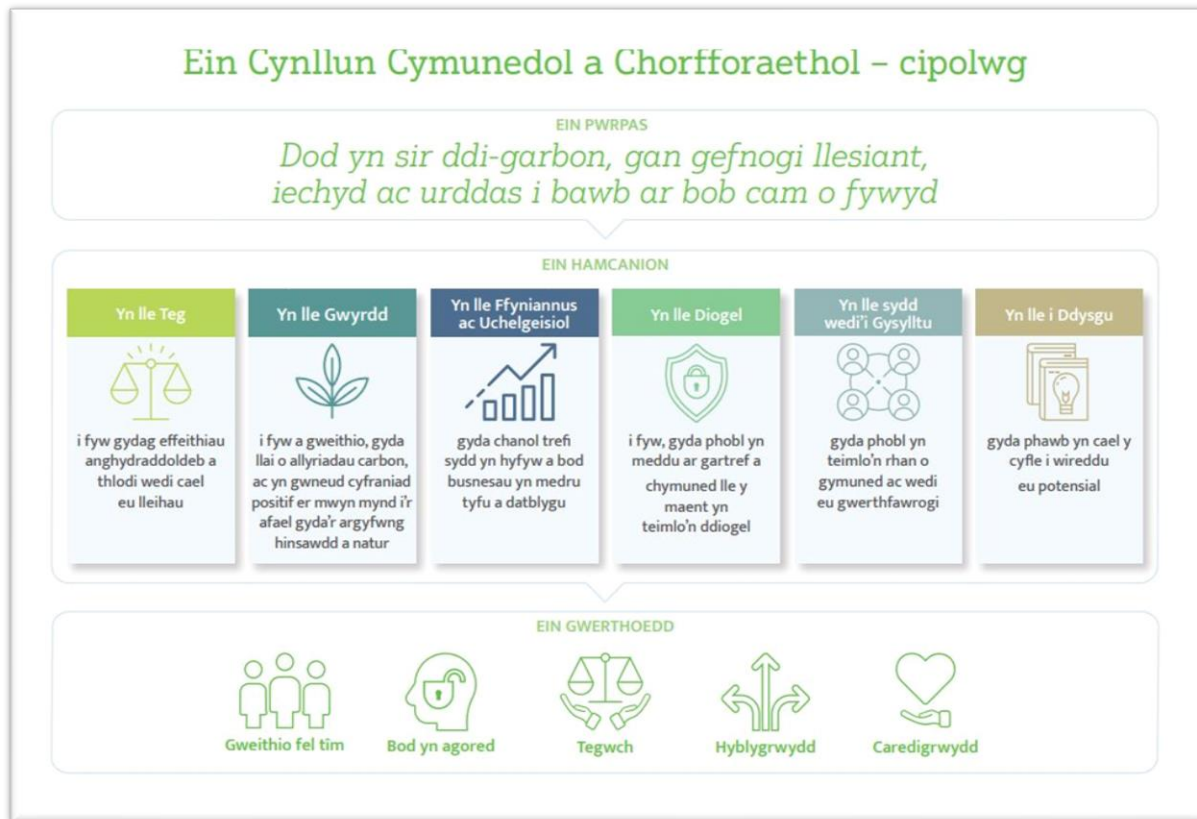 Ein Cynllun Cymunedol a Chorfforaethol – cipolwg
EIN PWRPAS
Dod yn sir ddi-garbon, gan gefnogi llesiant,
iechyd ac urddas i bawb ar bob cam o fywyd
EIN HAMCANION
Yn lle Teg
i fyw gydag effeithiau
anghydraddoldeb a
thlodi wedi cael
eu lleihau
Yn lle Gwyrdd
i fyw a gweithio, gyda
llai o allyriadau carbon,
ac yn gwneud cyfraniad
positif er mwyn mynd i'r
afael gyda'r argyfwng
hinsawdd a natur
Yn lle Ffyniannus
ac Uchelgeisiol
gyda chanol trefi
sydd yn hyfyw a bod
busnesau yn medru
tyfu a datblygu
Yn lle Diogel
i fyw, gyda phobl yn
meddu ar gartref a
chymuned lle y
maent yn
teimlo'n ddiogel
Yn lle sydd
wedi'i Gysylltu
gyda phobl yn
teimlo'n rhan o
gymuned ac wedi
eu gwerthfawrogi
Yn lle i Ddysgu
gyda phawb yn cael y
cyfle i wireddu
eu potensial
EIN GWERTHOEDD
Gweithio fel tîm
Bod yn agored
Tegwch
Hyblygrwydd
Caredigrwydd